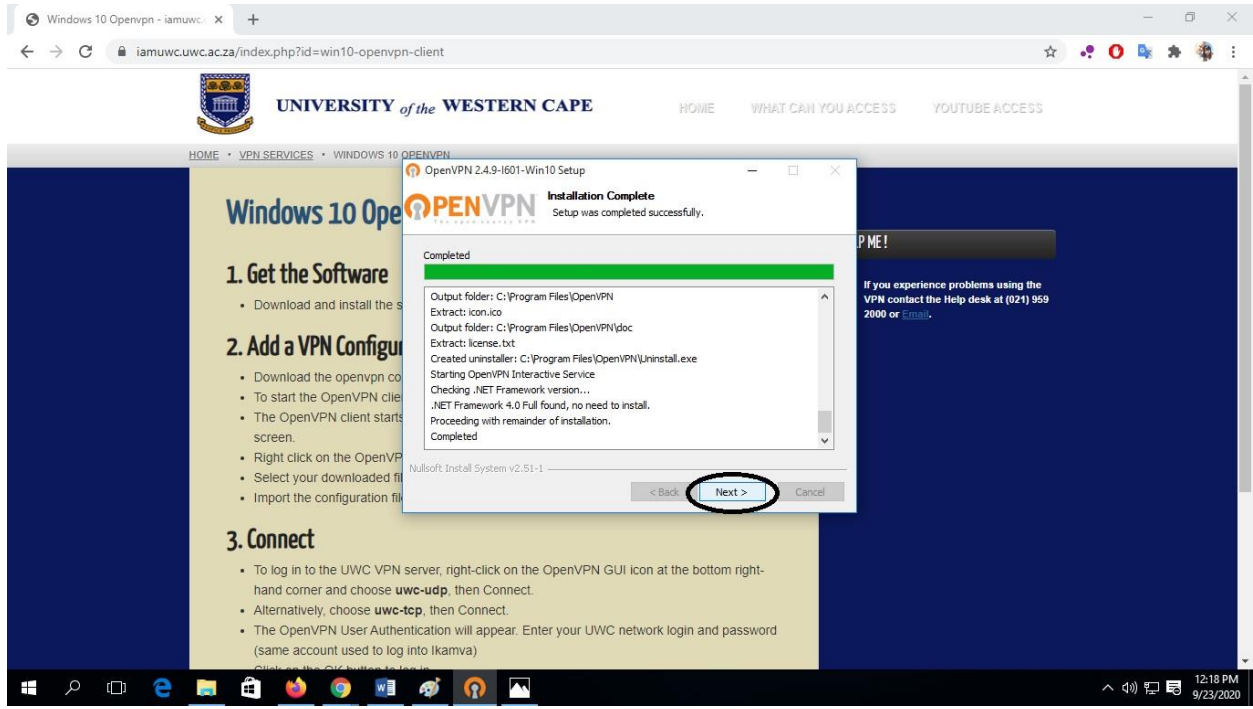 Windows 10 Openvpn - iamuwc.
iamuwc.uwc.ac.za/index.php?id=win10-openvpn-client
UNIVERSITY of the WESTERN CAPE
HOME WHAT CAN YOU ACCESS YOUTUBE ACCESS
HOME • VPN SERVICES • WINDOWS 10 OPENVPN
OpenVPN 2.4.9-I601-Win10 Setup
OPENVPN
Installation Complete
Setup was completed successfully.
Completed
Output folder: C:\Program Files\OpenVPN
Extract: icon.ico
Output folder: C:\Program Files\OpenVPN\doc
Extract: license.txt
Created uninstaller: C:\Program Files\OpenVPN\Uninstall.exe
Starting OpenVPN Interactive Service
Checking .NET Framework version...
.NET Framework 4.0 Full found, no need to install.
Proceeding with remainder of installation.
Completed
Nullsoft Install System v2.51-1
< Back Next > Cancel
Windows 10 Ope
1. Get the Software
• Download and install the s
2. Add a VPN Configu
• Download the openvpn co
• To start the OpenVPN clie
• The OpenVPN client starts
screen.
• Right click on the OpenVP
• Select your downloaded fil
• Import the configuration file
3. Connect
• To log in to the UWC VPN server, right-click on the OpenVPN GUI icon at the bottom right-
hand corner and choose uwc-udp, then Connect.
• Alternatively, choose uwc-tcp, then Connect.
• The OpenVPN User Authentication will appear. Enter your UWC network login and password
(same account used to log into Ikamva)
Click on the OK button to log in
P ME!
If you experience problems using the
VPN contact the Help desk at (021) 959
2000 or Email.
12:18 PM
9/23/2020